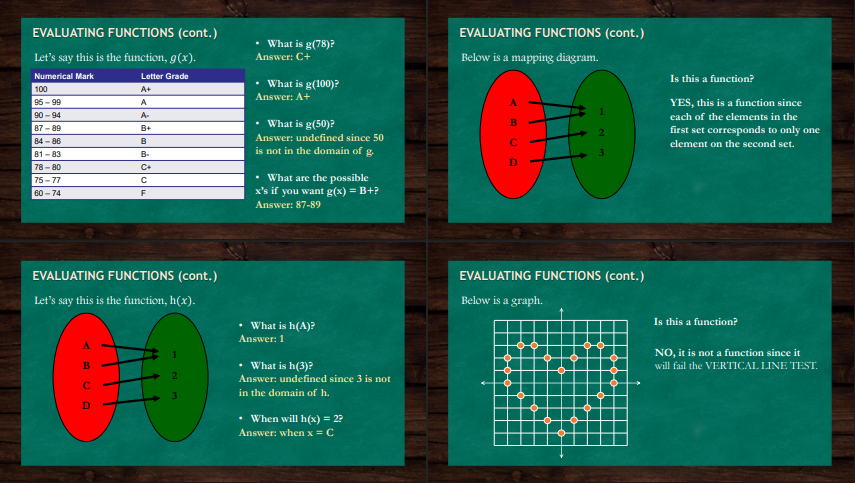 EVALUATING FUNCTIONS (cont.)
Let's say this is the function, g(x).
Numerical Mark Letter Grade
100 A+
95 – 99 A
90 – 94 A-
87 – 89 B+
84 – 86 B
81 – 83 B-
78 – 80 C+
75 – 77 C
60 – 74 F
• What is g(78)?
Answer: C+
• What is g(100)?
Answer: A+
• What is g(50)?
Answer: undefined since 50
is not in the domain of g.
• What are the possible
x's if you want g(x) = B+?
Answer: 87-89
EVALUATING FUNCTIONS (cont.)
Below is a mapping diagram.
A
B
C
D
1
2
3
Is this a function?
YES, this is a function since
each of the elements in the
first set corresponds to only one
element on the second set.
EVALUATING FUNCTIONS (cont.)
Let's say this is the function, h(x).
A
B
C
D
1
2
3
• What is h(A)?
Answer: 1
• What is h(3)?
Answer: undefined since 3 is not
in the domain of h.
• When will h(x) = 2?
Answer: when x = C
EVALUATING FUNCTIONS (cont.)
Below is a graph.
Is this a function?
NO, it is not a function since it
will fail the VERTICAL LINE TEST.